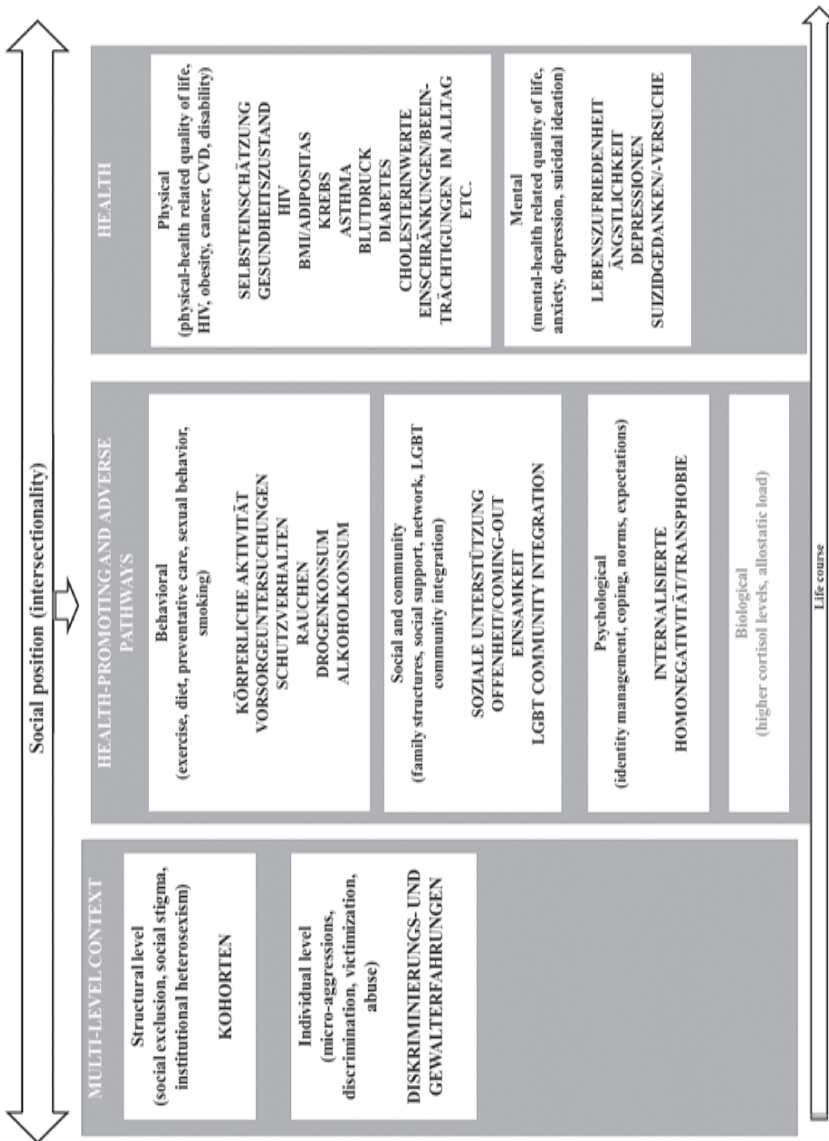 Social position (intersectionality)
MULTI-LEVEL CONTEXT
Structural level
(social exclusion, social stigma,
institutional heterosexism)
KOHORTEN
Individual level
(micro-aggressions,
discrimination, victimization,
abuse)
DISKRIMINIERUNGS- UND
GEWALTERFAHRUNGEN
HEALTH-PROMOTING AND ADVERSE
PATHWAYS
Behavioral
(exercise, diet, preventative care, sexual behavior,
smoking)
KÖRPERLICHE AKTIVITÄT
VORSORGEUNTERSUCHUNGEN
SCHUTZVERHALTEN
RAUCHEN
DROGENKONSUM
ALKOHOLKONSUM
Social and community
(family structures, social support, network, LGBT
community integration)
SOZIALE UNTERSTÜTZUNG
OFFENHEIT/COMING-OUT
EINSAMKEIT
LGBT COMMUNITY INTEGRATION
Psychological
(identity management, coping, norms, expectations)
INTERNALISIERTE
HOMONEGATIVITÄT/TRANSPHOBIE
Biological
(higher cortisol levels, allostatic load)
HEALTH
Physical
(physical-health related quality of life,
HIV, obesity, cancer, CVD, disability)
SELBSTEINSCHÄTZUNG
GESUNDHEITSZUSTAND
HIV
BMI/ADIPOSITAS
KREBS
ASTHMA
BLUTDRUCK
DIABETES
CHOLESTERINWERTE
EINSCHRÄNKUNGEN/BEEIN-
TRÄCHTIGUNGEN IM ALLTAG
ETC.
Mental
(mental-health related quality of life,
anxiety, depression, suicidal ideation)
LEBENSZUFRIEDENHEIT
ÄNGSTLICHKEIT
DEPRESSIONEN
SUIZIDGEDANKEN/-VERSUCHE
Life course